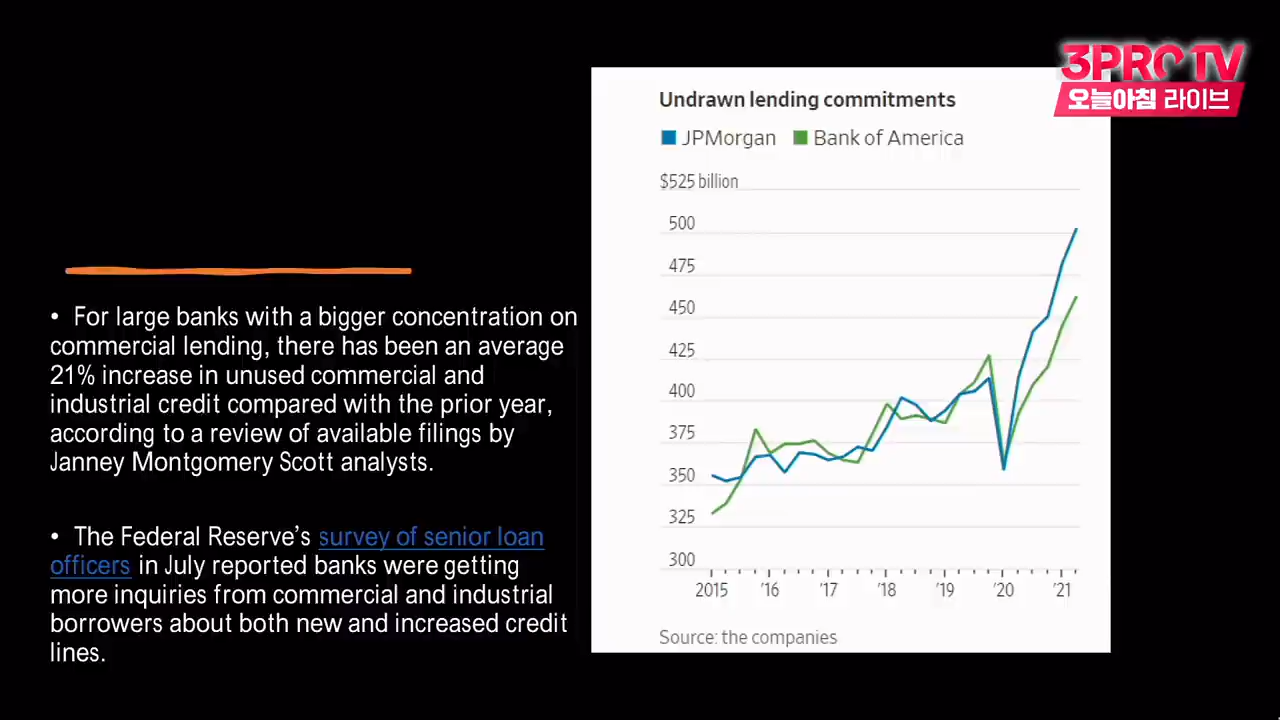 3PRO TV
오늘아침 라이브
Undrawn lending commitments
JPMorgan Bank of America
$525 billion
500
475
450
425
400
375
350
325
300
2015 '16 '17 '18 '19 '20 '21
Source: the companies
• For large banks with a bigger concentration on
commercial lending, there has been an average
21% increase in unused commercial and
industrial credit compared with the prior year,
according to a review of available filings by
Janney Montgomery Scott analysts.
• The Federal Reserve’s survey of senior loan
officers in July reported banks were getting
more inquiries from commercial and industrial
borrowers about both new and increased credit
lines.